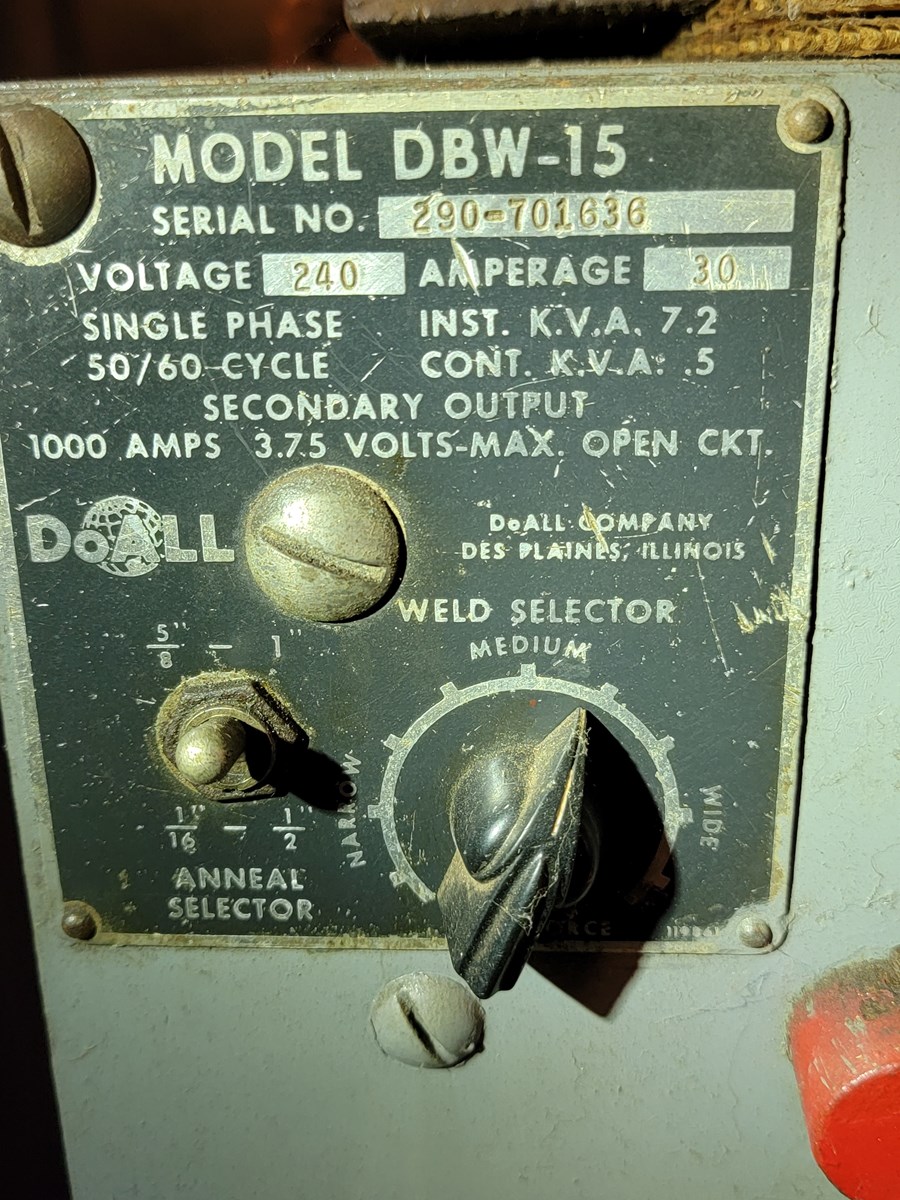 MODEL DBW-15
SERIAL NO. 290-701636
VOLTAGE 240 AMPERAGE 30
SINGLE PHASE INST. K.V.A. 7.2
50/60 CYCLE CONT. K.V.A. .5
SECONDARY OUTPUT
1000 AMPS 3.75 VOLTS-MAX. OPEN CKT.
DoALL
DoALL COMPANY
DES PLAINES, ILLINOIS
WELD SELECTOR
MEDIUM
NARROW
WIDE
5/8" - 1"
1/16" - 1/2"
ANNEAL
SELECTOR